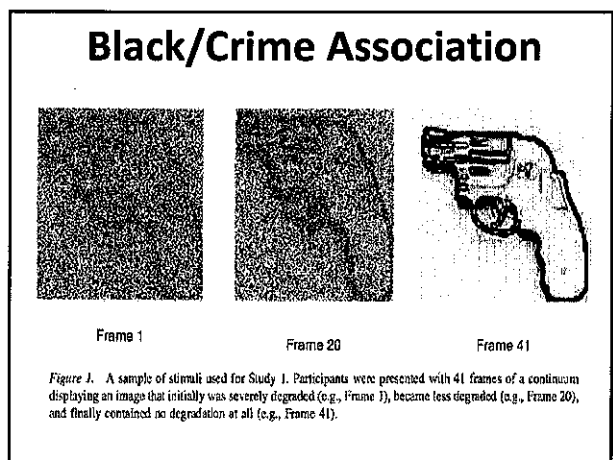 Black/Crime Association
Frame 1
Frame 20
Frame 41
Figure 1. A sample of stimuli used for Study 1. Participants were presented with 41 frames of a continuum
displaying an image that initially was severely degraded (e.g., Frame 1), became less degraded (e.g., Frame 20),
and finally contained no degradation at all (e.g., Frame 41).